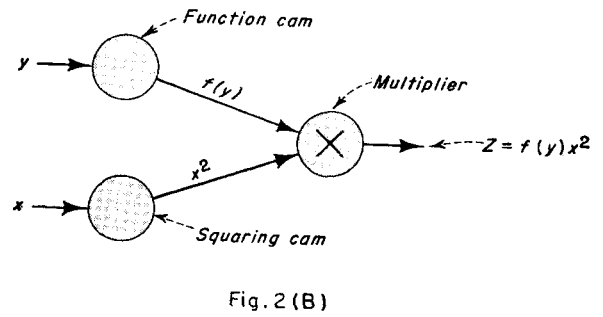 Function cam
y
f(y)
Multiplier
Z = f (y) x²
x²
x
Squaring cam
Fig. 2 (B)